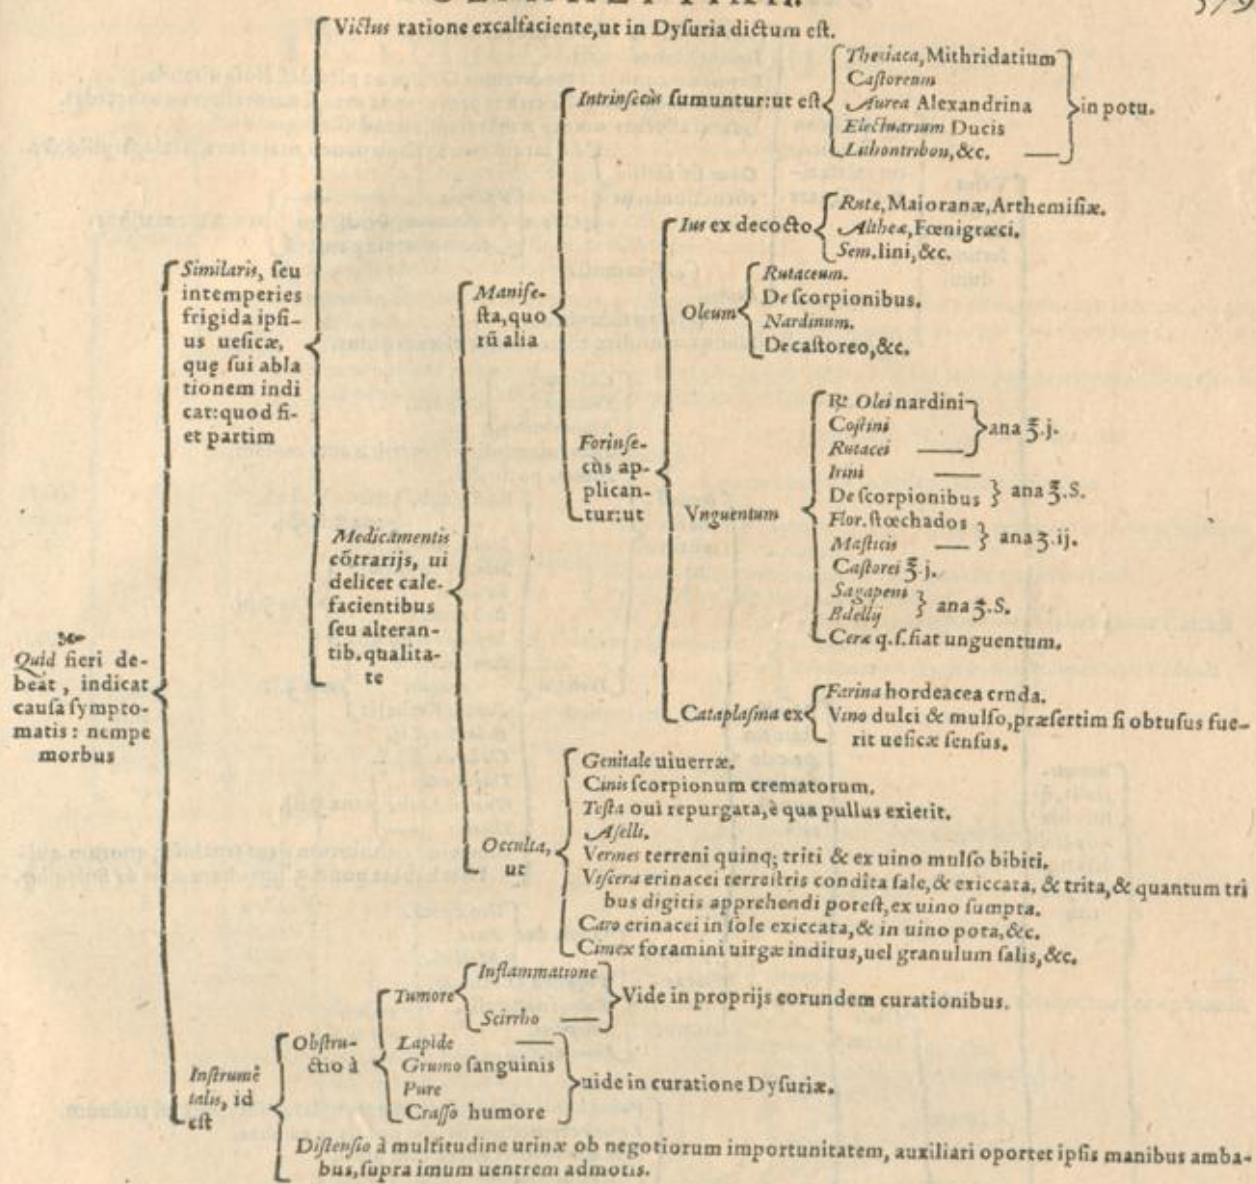 Victus ratione excalfaciente, ut in Dysuria dictum est.
Theriaca, Mithridatium
Castoreum
Intrinsecùs sumuntur: ut est
Aurea Alexandrina
in potu.
Electuarium Ducis
Lithontribon, &c.
Rutæ, Maioranæ, Arthemisiæ.
Ius ex decocto
Altheæ, Fœnigræci.
Sem. lini, &c.
Similaris, seu
intemperies
frigida ipsi-
us uesicæ,
quę sui abla
tionem indi
cat: quod fi-
et partim
Manife-
sta, quo
rũ alia
Oleum
Rutaceum.
De scorpionibus.
Nardinum.
De castoreo, &c.
Forinse-
cùs ap-
plican-
tur: ut
Vnguentum
℞ Olei nardini
Costini
Rutacei
ana ℥.j.
Irini
De scorpionibus
ana ℥.S.
Flor. stœchados
Masticis
ana ʒ.ij.
Castorei ℥.j.
Sagapeni
Bdellij
ana ʒ.S.
Ceræ q.s. fiat unguentum.
Medicamentis
cõtrarijs, ui
delicet cale-
facientibus
seu alteran-
tib. qualita-
te
Cataplasma ex
Farina hordeacea cruda.
Vino dulci & mulso, præsertim si obtusus fue-
rit uesicæ sensus.
Quid fieri de-
beat, indicat
causa sympto-
matis: nempe
morbus
Occulta,
ut
Genitale uiuerræ.
Cinis scorpionum crematorum.
Testa oui repurgata, è qua pullus exierit.
Aselli.
Vermes terreni quinq; triti & ex uino mulso bibiti.
Viscera erinacei terrestris condita sale, & exiccata, & trita, & quantum tri
bus digitis apprehendi potest, ex uino sumpta.
Caro erinacei in sole exiccata, & in uino pota, &c.
Cimex foramini uirgæ inditus, uel granulum salis, &c.
Instrumẽ
talis, id
est
Obstru-
ctio à
Tumore
Inflammatione
Scirrho
Vide in proprijs eorundem curationibus.
Lapide
Grumo sanguinis
Pure
Crasso humore
uide in curatione Dysuriæ.
Distensio à multitudine urinæ ob negotiorum importunitatem, auxiliari oportet ipsis manibus amba-
bus, supra imum uentrem admotis.